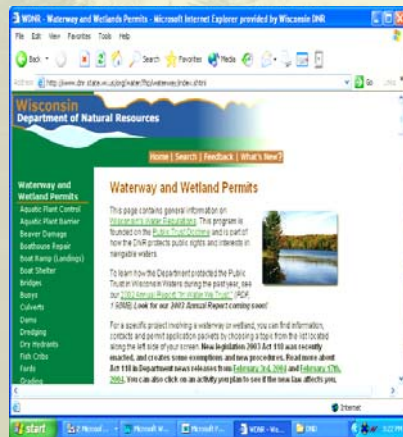 WDNR - Waterway and Wetlands Permits - Microsoft Internet Explorer provided by Wisconsin DNR
File Edit View Favorites Tools Help
Back Search Favorites Media
Go
Wisconsin
Department of Natural Resources
Home | Search | Feedback | What's New?
Waterway and
Wetland Permits
Aquatic Plant Control
Aquatic Plant Barrier
Beaver Damage
Boathouse Repair
Boat Ramp (Landings)
Boat Shelter
Bridges
Buoys
Culverts
Dams
Dredging
Dry Hydrants
Fish Cribs
Fords
Grading
Waterway and Wetland Permits
This page contains general information on
Wisconsin's Water Regulations. This program is
founded on the Public Trust Doctrine and is part of
how the DNR protects public rights and interests in
navigable waters.
To learn how the Department protected the Public
Trust in Wisconsin Waters during the past year, see
our 2002 Annual Report "In Water We Trust." [PDF,
Look for our 2003 Annual Report coming soon!
For a specific project involving a waterway or wetland, you can find information,
contacts and permit application packets by choosing a topic from the list located
along the left side of your screen. New legislation 2003 Act 118 was recently
enacted, and creates some exemptions and new procedures. Read more about
Act 118 in Department news releases from February 3rd, 2004 and February 17th,
2004. You can also click on an activity you plan to see if the new law affects you.
Internet
start
3:22 PM